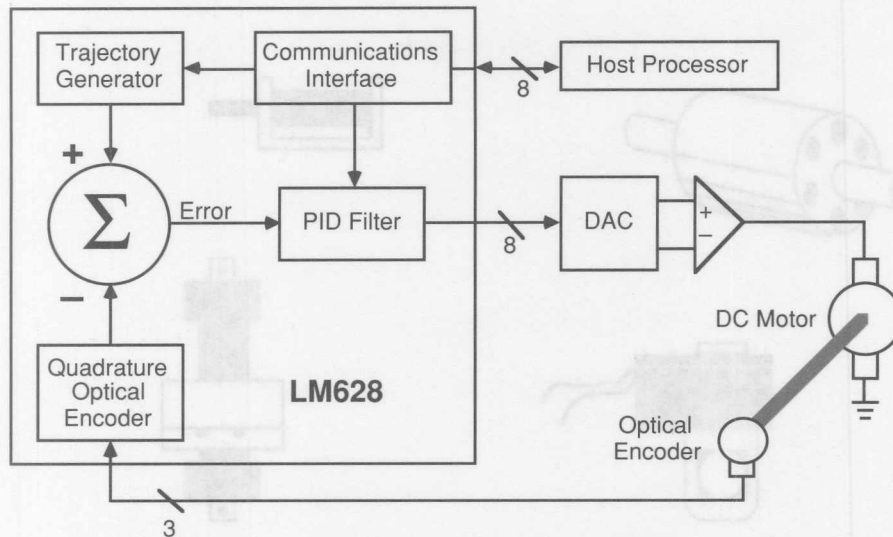 Trajectory
Generator
Communications
Interface
Host Processor
8
+
Σ
−
Error
PID Filter
8
DAC
+
−
DC Motor
Quadrature
Optical
Encoder
LM628
Optical
Encoder
3